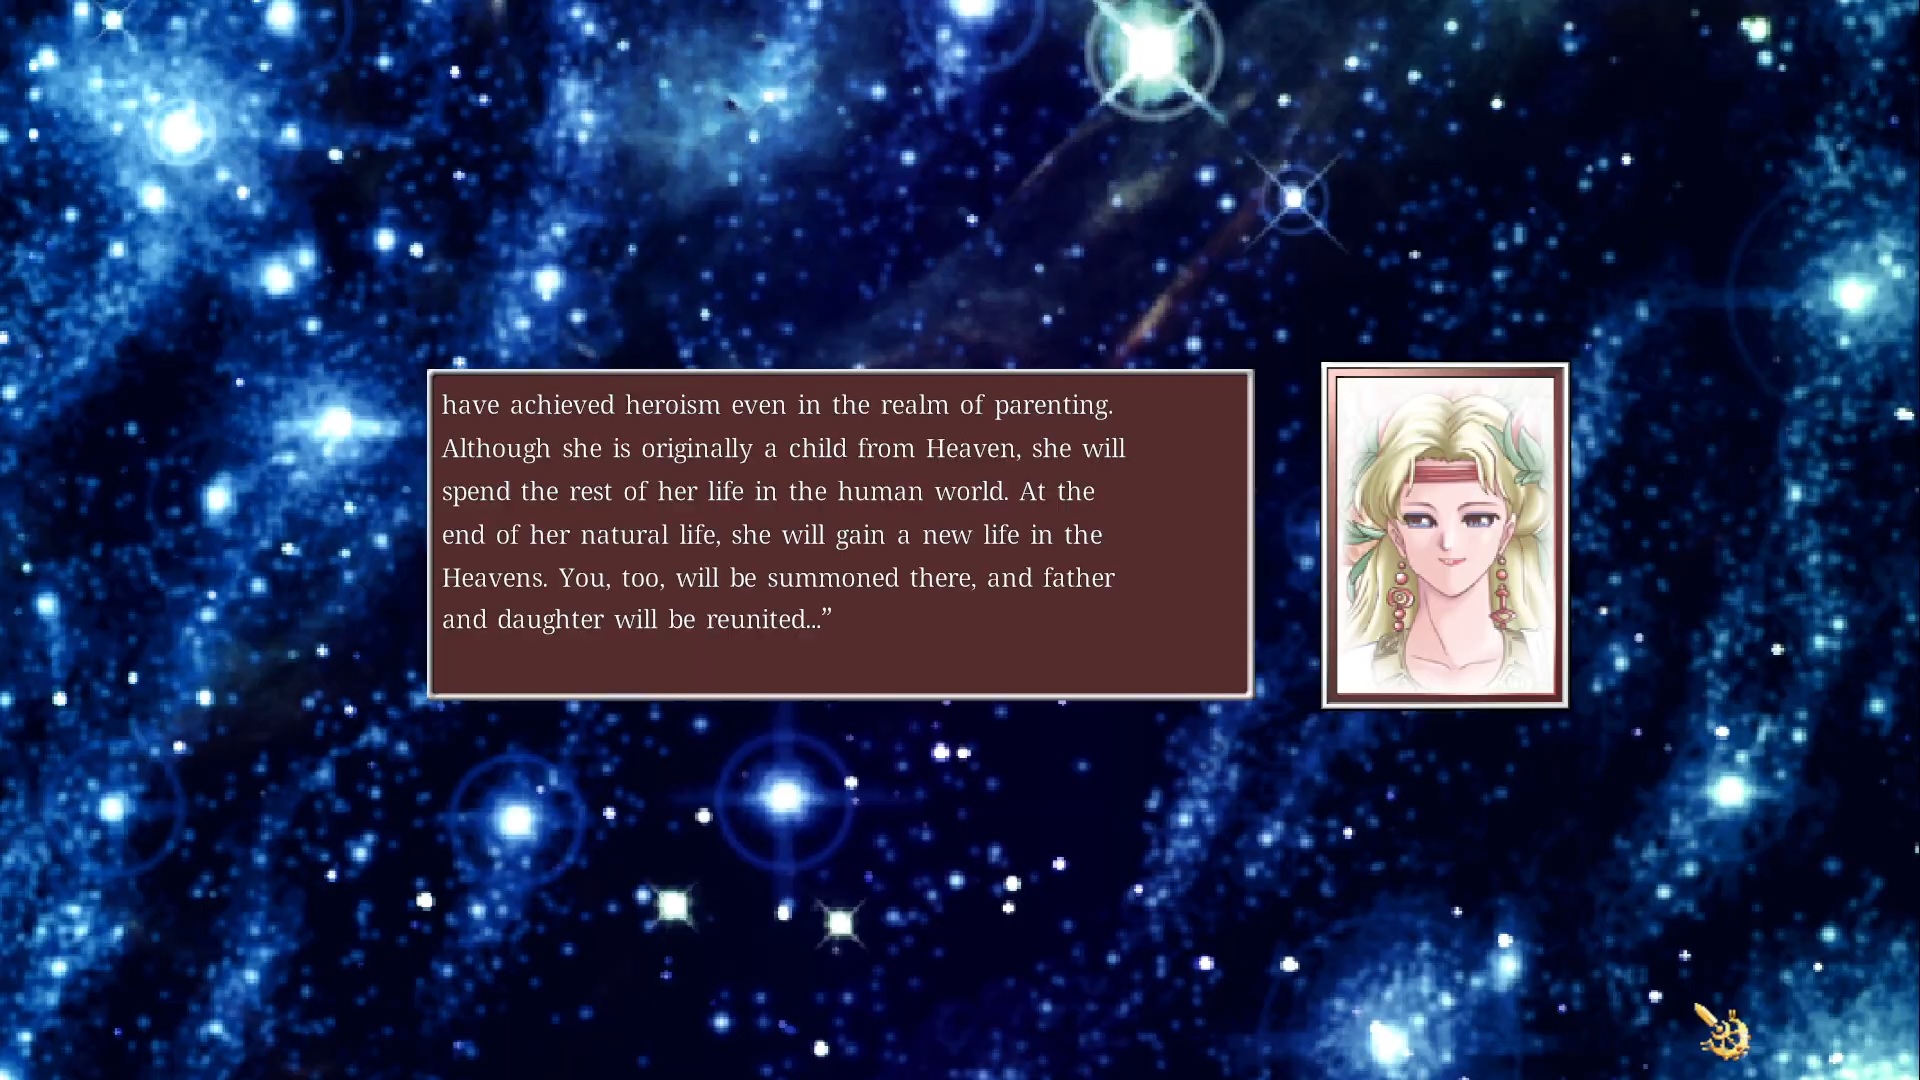 have achieved heroism even in the realm of parenting.
Although she is originally a child from Heaven, she will
spend the rest of her life in the human world. At the
end of her natural life, she will gain a new life in the
Heavens. You, too, will be summoned there, and father
and daughter will be reunited...”